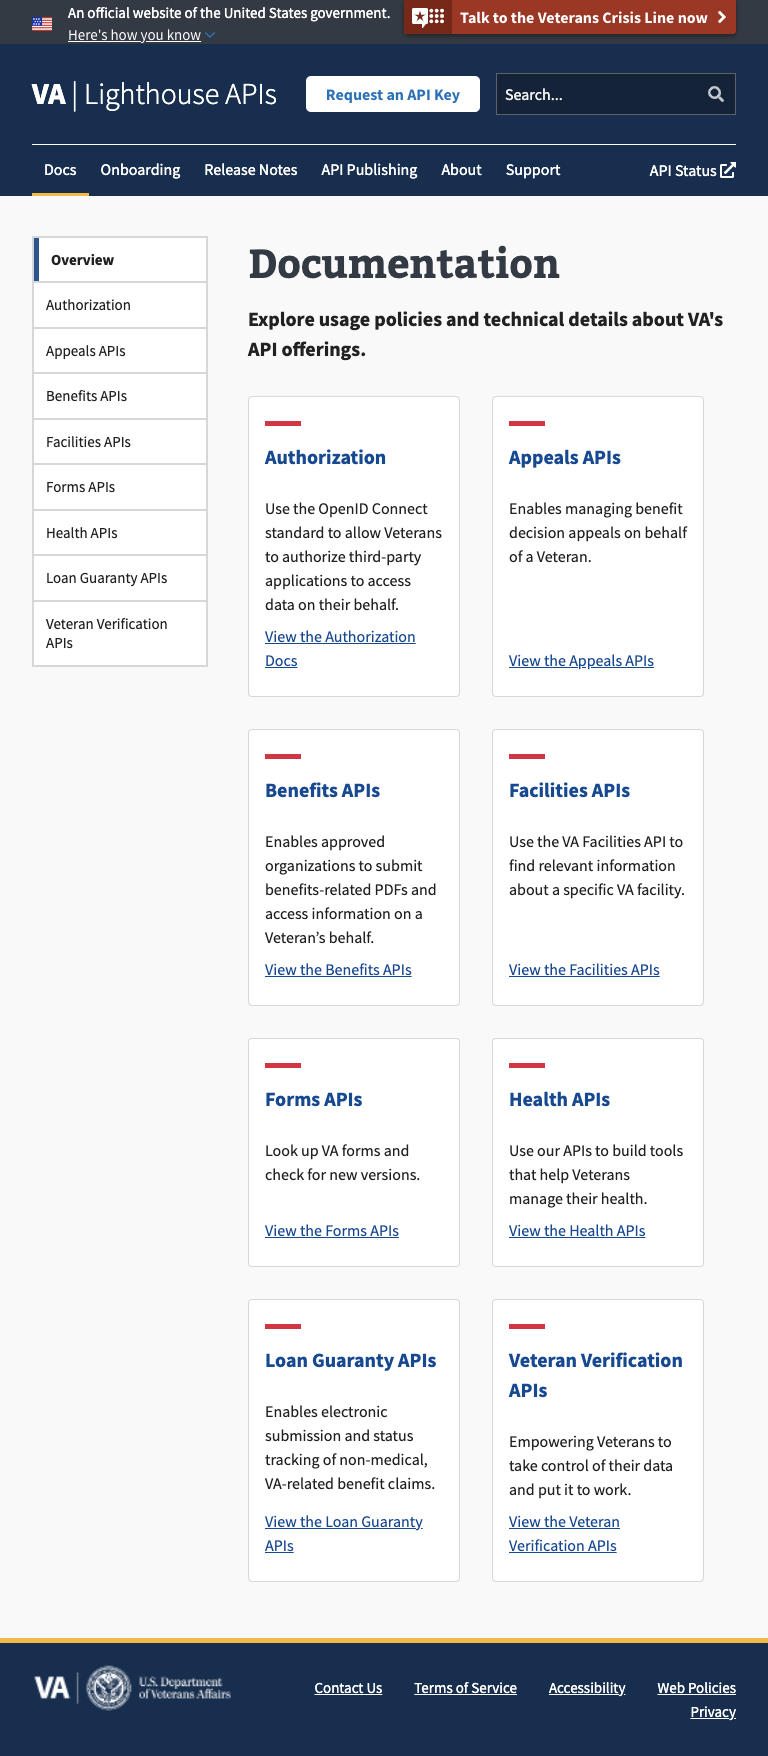 An official website of the United States government.
Here's how you know
Talk to the Veterans Crisis Line now
VA | Lighthouse APIs
Request an API Key
Search...
Docs
Onboarding
Release Notes
API Publishing
About
Support
API Status
Overview
Authorization
Appeals APIs
Benefits APIs
Facilities APIs
Forms APIs
Health APIs
Loan Guaranty APIs
Veteran Verification
APIs
Documentation
Explore usage policies and technical details about VA's
API offerings.
Authorization
Use the OpenID Connect
standard to allow Veterans
to authorize third-party
applications to access
data on their behalf.
View the Authorization
Docs
Appeals APIs
Enables managing benefit
decision appeals on behalf
of a Veteran.
View the Appeals APIs
Benefits APIs
Enables approved
organizations to submit
benefits-related PDFs and
access information on a
Veteran’s behalf.
View the Benefits APIs
Facilities APIs
Use the VA Facilities API to
find relevant information
about a specific VA facility.
View the Facilities APIs
Forms APIs
Look up VA forms and
check for new versions.
View the Forms APIs
Health APIs
Use our APIs to build tools
that help Veterans
manage their health.
View the Health APIs
Loan Guaranty APIs
Enables electronic
submission and status
tracking of non-medical,
VA-related benefit claims.
View the Loan Guaranty
APIs
Veteran Verification
APIs
Empowering Veterans to
take control of their data
and put it to work.
View the Veteran
Verification APIs
VA
U.S. Department
of Veterans Affairs
Contact Us
Terms of Service
Accessibility
Web Policies
Privacy